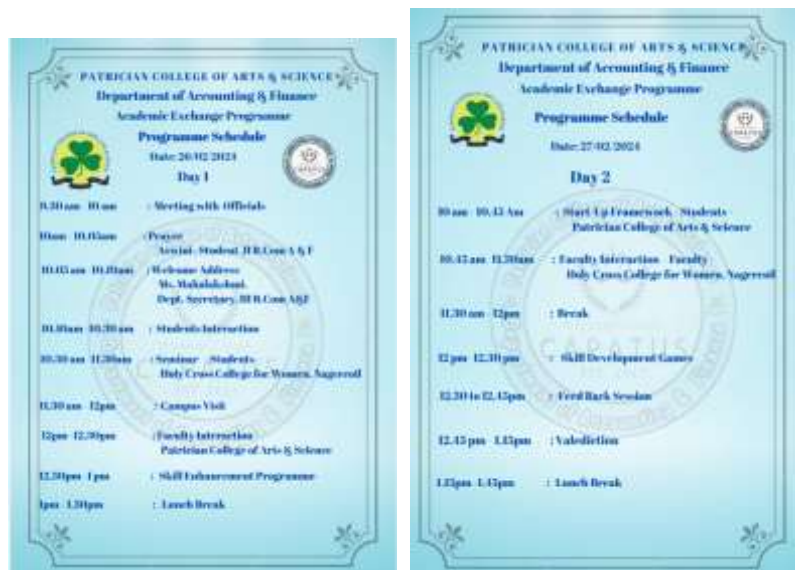 PATRICIAN COLLEGE OF ARTS & SCIENCE
Department of Accounting & Finance
Academic Exchange Programme
Programme Schedule
Date: 26/02/2024
Day 1
9.30 am 10 am : Meeting with Officials
10am 10.05am : Prayer
Student, II B.Com A & F
10.05 am 10.10am : Welcome Address
Ms. Mahalakshmi
Dept. Secretary, III B.Com A&F
10.10am 10.30 am : Students Interaction
10.30 am 11.30am : Seminar Students
Holy Cross College for Women, Nagercoil
11.30 am 12pm : Campus Visit
12pm 12.30pm : Faculty Interaction
Patrician College of Arts & Science
12.30pm 1 pm : Skill Enhancement Programme
1pm 1.30pm : Lunch Break
PATRICIAN COLLEGE OF ARTS & SCIENCE
Department of Accounting & Finance
Academic Exchange Programme
Programme Schedule
Date: 27/02/2024
Day 2
10 am 10.45 Am : Start Up Framework Students
Patrician College of Arts & Science
10.45 am 11.30am : Faculty Interaction Faculty
Holy Cross College for Women, Nagercoil
11.30 am 12pm : Break
CARATUS
12 pm 12.30 pm : Skill Development Games
12.30 to 12.45pm : Feed Back Session
12.45 pm 1.15pm : Valediction
1.15pm 1.45pm : Lunch Break